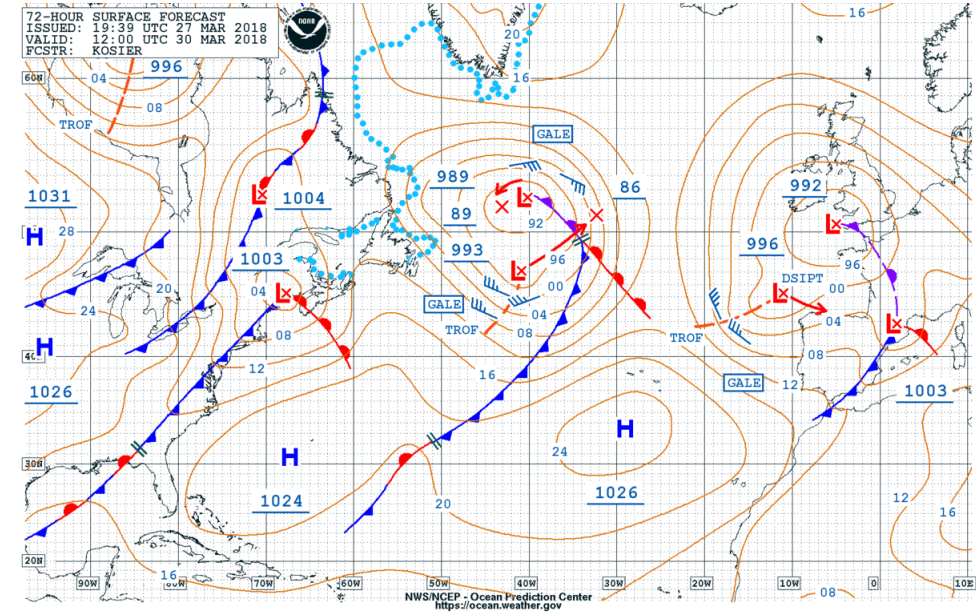 72-HOUR SURFACE FORECAST
ISSUED: 19:39 UTC 27 MAR 2018
VALID: 12:00 UTC 30 MAR 2018
FCSTR: KOSIER
noaa
16
20
16
60N
04
996
08
TROF
GALE
1031
1004
989
86
992
L
L
L
H
28
89
92
L
1003
993
996
96
96
20
04
L
L
00
DSIPT
L
00
24
GALE
04
04
L
TROF
08
TROF
H
40N
08
08
12
16
GALE
12
1026
1003
H
H
24
30N
1024
20
1026
12
16
20N
16
08
90W
80W
70W
60W
50W
40W
30W
20W
10W
0
10E
NWS/NCEP - Ocean Prediction Center
https://ocean.weather.gov